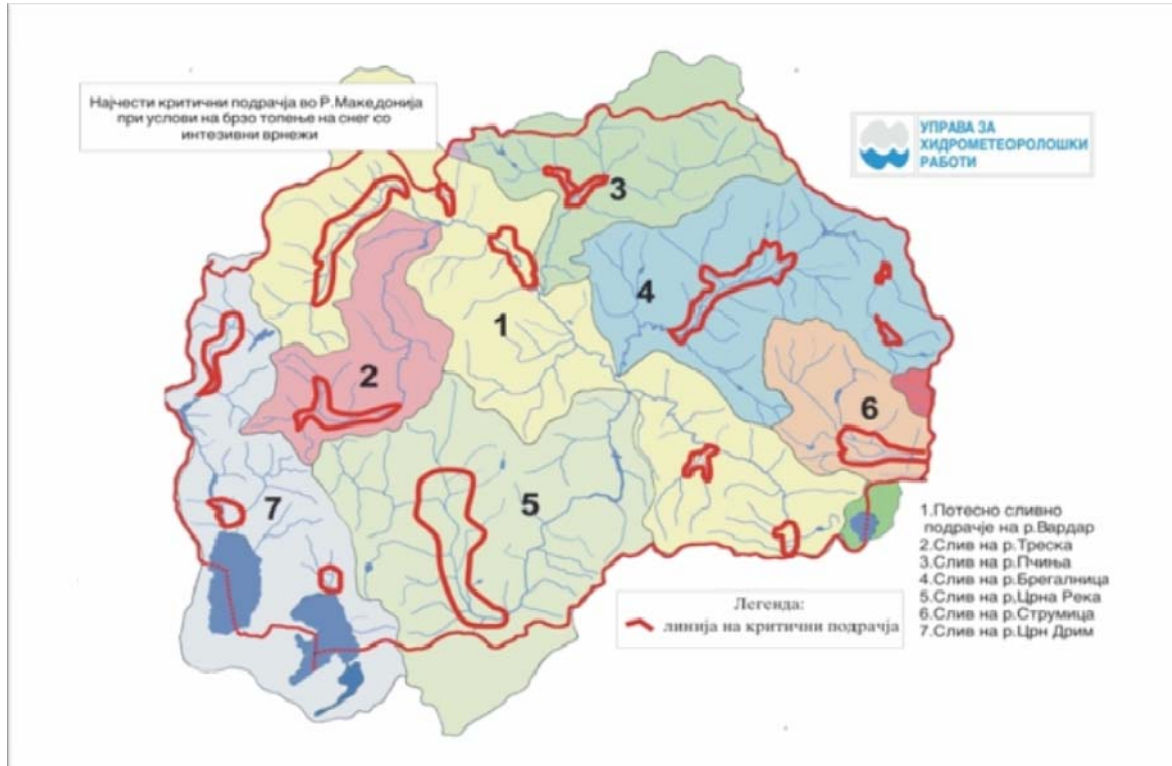 Најчести критични подрачја во Р.Македонија
при услови на брзо топење на снег со
интезивни врнежи
УПРАВА ЗА
ХИДРОМЕТЕОРОЛОШКИ
РАБОТИ
3
4
1
2
6
5
7
1.Потесно сливно
подрачје на р.Вардар
2.Слив на р.Треска
3.Слив на р.Пчиња
4.Слив на р.Брегалница
5.Слив на р.Црна Река
6.Слив на р.Струмица
7.Слив на р.Црн Дрим
Легенда:
линија на критични подрачја